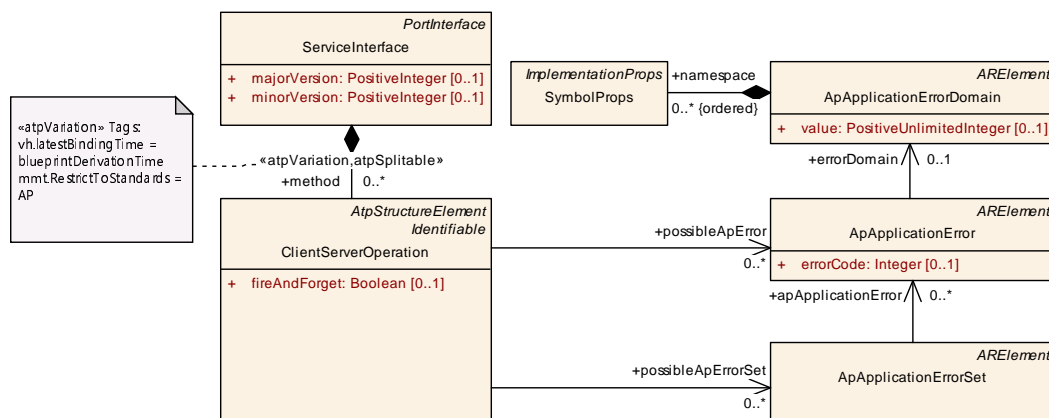 PortInterface
ServiceInterface
+ majorVersion: PositiveInteger [0..1]
+ minorVersion: PositiveInteger [0..1]
ImplementationProps
SymbolProps
+namespace
0..* {ordered}
ARElement
ApApplicationErrorDomain
+ value: PositiveUnlimitedInteger [0..1]
«atpVariation» Tags:
vh.latestBindingTime =
blueprintDerivationTime
mmt.RestrictToStandards =
AP
«atpVariation,atpSplitable»
+method 0..*
+errorDomain 0..1
AtpStructureElement
Identifiable
ClientServerOperation
+ fireAndForget: Boolean [0..1]
+possibleApError
0..*
ARElement
ApApplicationError
+ errorCode: Integer [0..1]
+apApplicationError 0..*
+possibleApErrorSet
0..*
ARElement
ApApplicationErrorSet